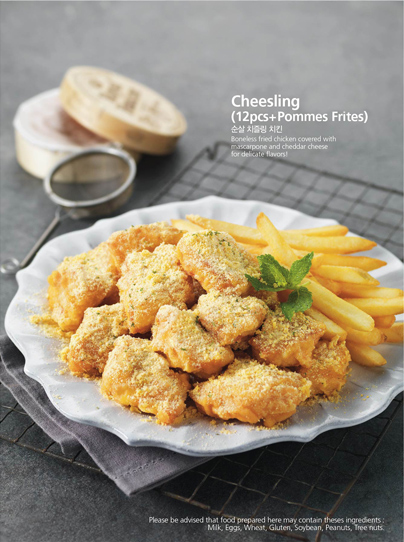 Cheesling
(12pcs+Pommes Frites)
순살 치즐링 치킨
Boneless fried chicken covered with
mascarpone and cheddar cheese
for delicate flavors!
Please be advised that food prepared here may contain theses ingredients :
Milk, Eggs, Wheat, Gluten, Soybean, Peanuts, Tree nuts.